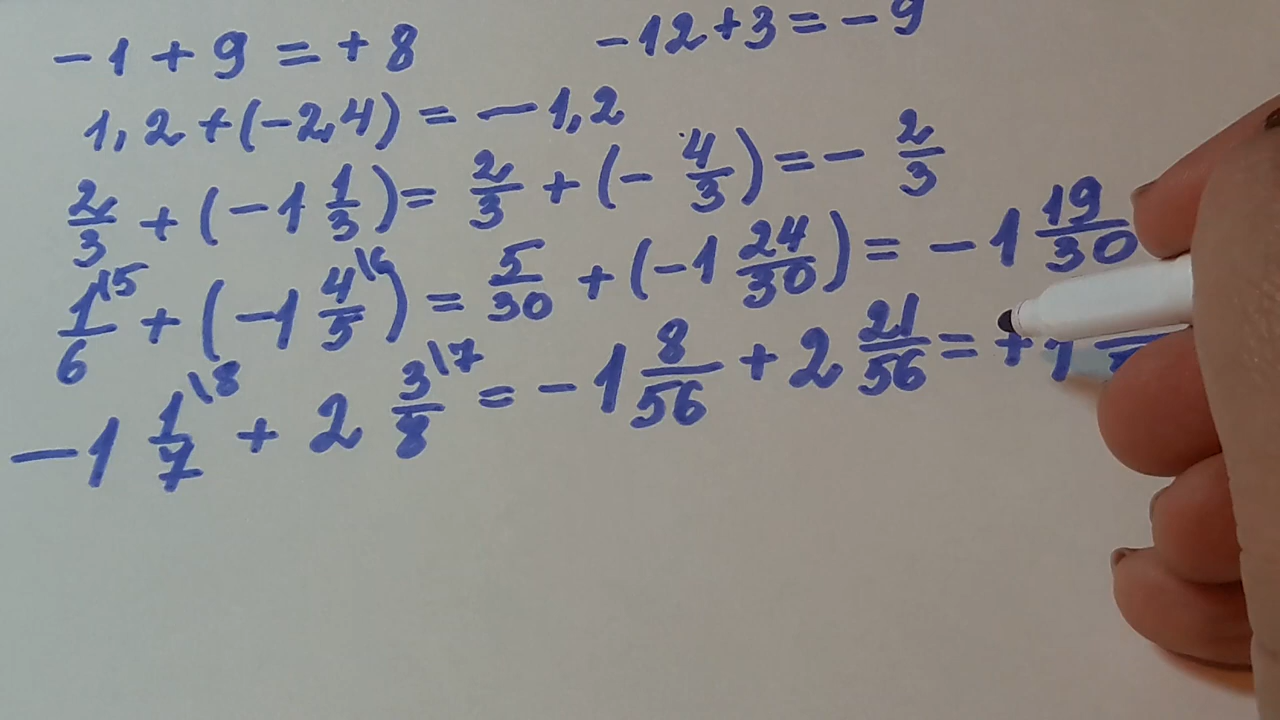 -1 + 9 = + 8    -12 + 3 = - 9
1,2 + (-2,4) = - 1,2
2/3 + (-1 1/3) = 2/3 + (- 4/3) = - 2/3
1/6 \5 + (-1 4/5 \6) = 5/30 + (-1 24/30) = -1 19/30
-1 1/7 \8 + 2 3/8 \7 = -1 8/56 + 2 21/56 = +1